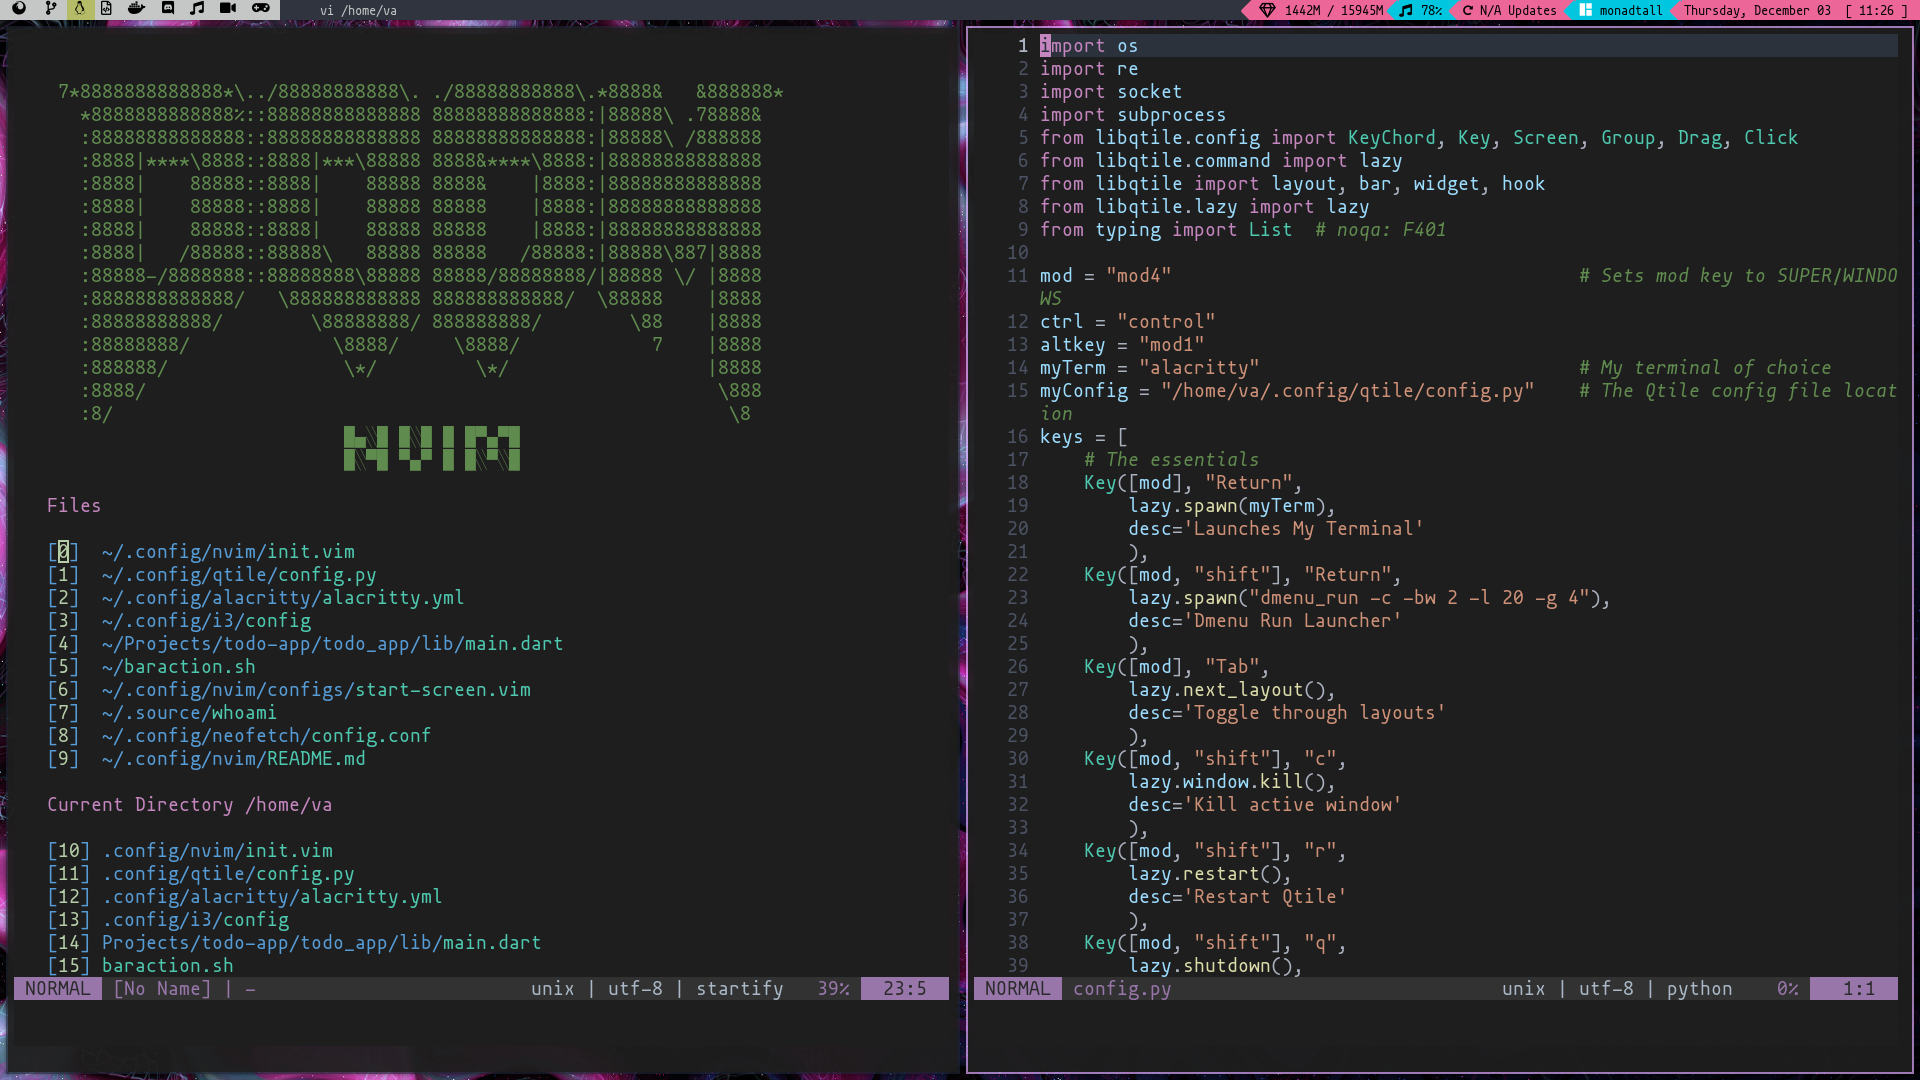 vi /home/va
1442M / 15945M
78%
N/A Updates
monadtall
Thursday, December 03 [ 11:26 ]
7*8888888888888*\../88888888888\. ./88888888888\.*8888& &888888*
*8888888888888%::88888888888888 88888888888888:|88888\ .78888&
:88888888888888::88888888888888 88888888888888:|88888\ /888888
:8888|****\8888::8888|***\88888 8888&****\8888:|88888888888888
:8888|    88888::8888|    88888 8888&    |8888:|88888888888888
:8888|    88888::8888|    88888 88888    |8888:|88888888888888
:8888|    88888::8888|    88888 88888    |8888:|88888888888888
:8888|   /88888::88888\   88888 88888   /88888:|88888\887|8888
:88888-/8888888::88888888\88888 88888/88888888/|88888 \/ |8888
:8888888888888/   \888888888888 888888888888/  \88888    |8888
:88888888888/        \88888888/ 888888888/        \88    |8888
:88888888/             \8888/     \8888/            7    |8888
:888888/                \*/         \*/                  |8888
:8888/                                                    \888
:8/                                                        \8
NVIM
Files
[0]  ~/.config/nvim/init.vim
[1]  ~/.config/qtile/config.py
[2]  ~/.config/alacritty/alacritty.yml
[3]  ~/.config/i3/config
[4]  ~/Projects/todo-app/todo_app/lib/main.dart
[5]  ~/baraction.sh
[6]  ~/.config/nvim/configs/start-screen.vim
[7]  ~/.source/whoami
[8]  ~/.config/neofetch/config.conf
[9]  ~/.config/nvim/README.md
Current Directory /home/va
[10] .config/nvim/init.vim
[11] .config/qtile/config.py
[12] .config/alacritty/alacritty.yml
[13] .config/i3/config
[14] Projects/todo-app/todo_app/lib/main.dart
[15] baraction.sh
NORMAL [No Name] | - unix | utf-8 | startify 39% 23:5
1 import os
2 import re
3 import socket
4 import subprocess
5 from libqtile.config import KeyChord, Key, Screen, Group, Drag, Click
6 from libqtile.command import lazy
7 from libqtile import layout, bar, widget, hook
8 from libqtile.lazy import lazy
9 from typing import List  # noqa: F401
10
11 mod = "mod4" # Sets mod key to SUPER/WINDO
WS
12 ctrl = "control"
13 altkey = "mod1"
14 myTerm = "alacritty" # My terminal of choice
15 myConfig = "/home/va/.config/qtile/config.py" # The Qtile config file locat
ion
16 keys = [
17     # The essentials
18     Key([mod], "Return",
19         lazy.spawn(myTerm),
20         desc='Launches My Terminal'
21         ),
22     Key([mod, "shift"], "Return",
23         lazy.spawn("dmenu_run -c -bw 2 -l 20 -g 4"),
24         desc='Dmenu Run Launcher'
25         ),
26     Key([mod], "Tab",
27         lazy.next_layout(),
28         desc='Toggle through layouts'
29         ),
30     Key([mod, "shift"], "c",
31         lazy.window.kill(),
32         desc='Kill active window'
33         ),
34     Key([mod, "shift"], "r",
35         lazy.restart(),
36         desc='Restart Qtile'
37         ),
38     Key([mod, "shift"], "q",
39         lazy.shutdown(),
NORMAL config.py unix | utf-8 | python 0% 1:1